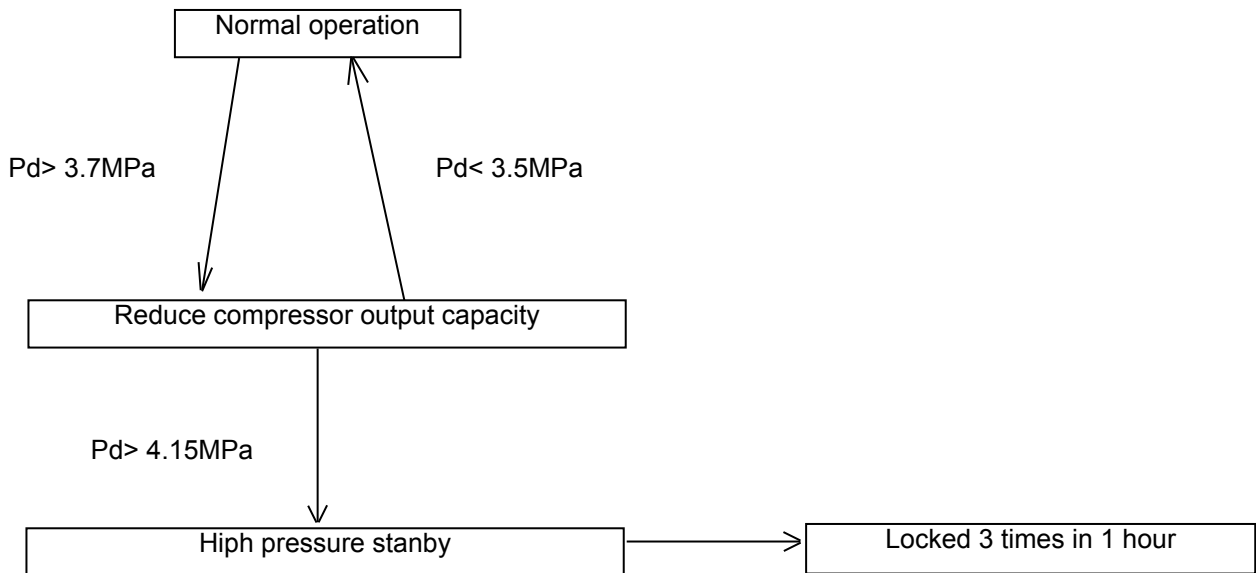 Normal operation
Pd> 3.7MPa
Pd< 3.5MPa
Reduce compressor output capacity
Pd> 4.15MPa
Hiph pressure stanby
Locked 3 times in 1 hour